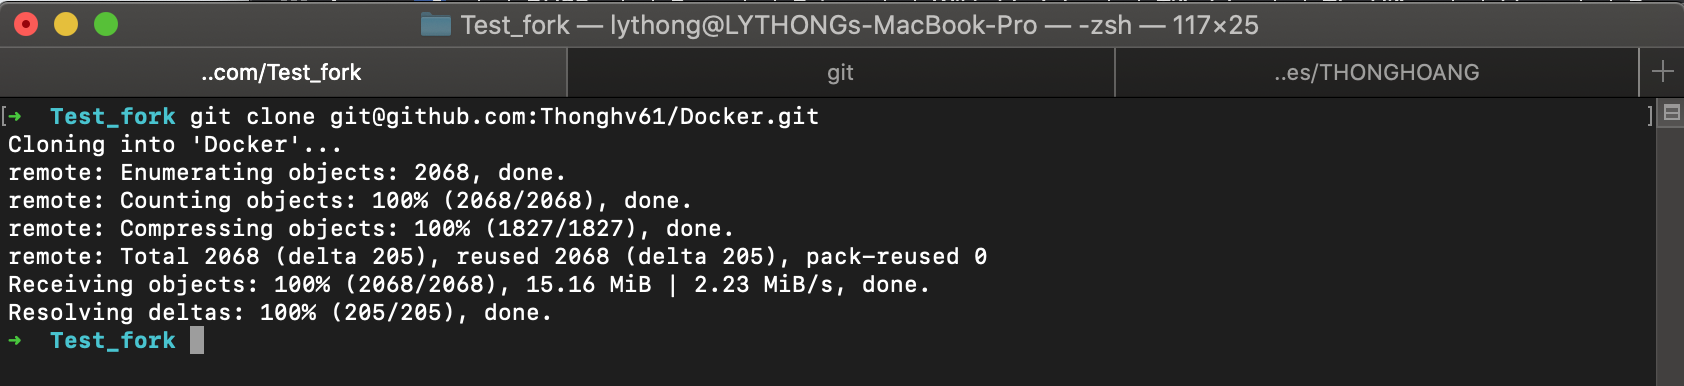 Test_fork — lythong@LYTHONGs-MacBook-Pro — -zsh — 117×25
..com/Test_fork
git
..es/THONGHOANG
[➜  Test_fork git clone git@github.com:Thonghv61/Docker.git ]
Cloning into 'Docker'...
remote: Enumerating objects: 2068, done.
remote: Counting objects: 100% (2068/2068), done.
remote: Compressing objects: 100% (1827/1827), done.
remote: Total 2068 (delta 205), reused 2068 (delta 205), pack-reused 0
Receiving objects: 100% (2068/2068), 15.16 MiB | 2.23 MiB/s, done.
Resolving deltas: 100% (205/205), done.
➜  Test_fork